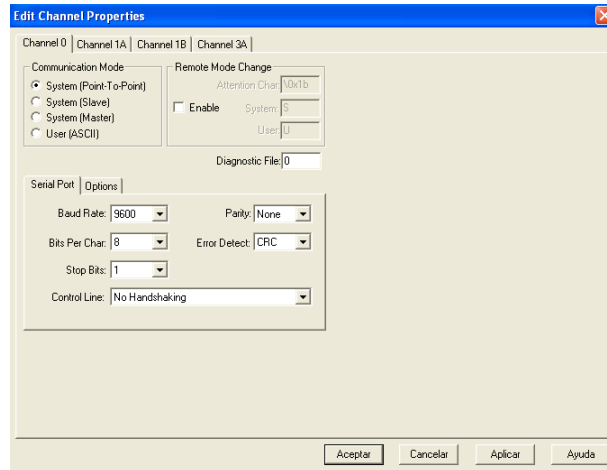 Edit Channel Properties
Channel 0 Channel 1A Channel 1B Channel 3A
Communication Mode
System (Point-To-Point)
System (Slave)
System (Master)
User (ASCII)
Remote Mode Change
Attention Char: \0x1b
Enable System: S
User: U
Diagnostic File: 0
Serial Port Options
Baud Rate: 9600 Parity: None
Bits Per Char: 8 Error Detect: CRC
Stop Bits: 1
Control Line: No Handshaking
Aceptar Cancelar Aplicar Ayuda